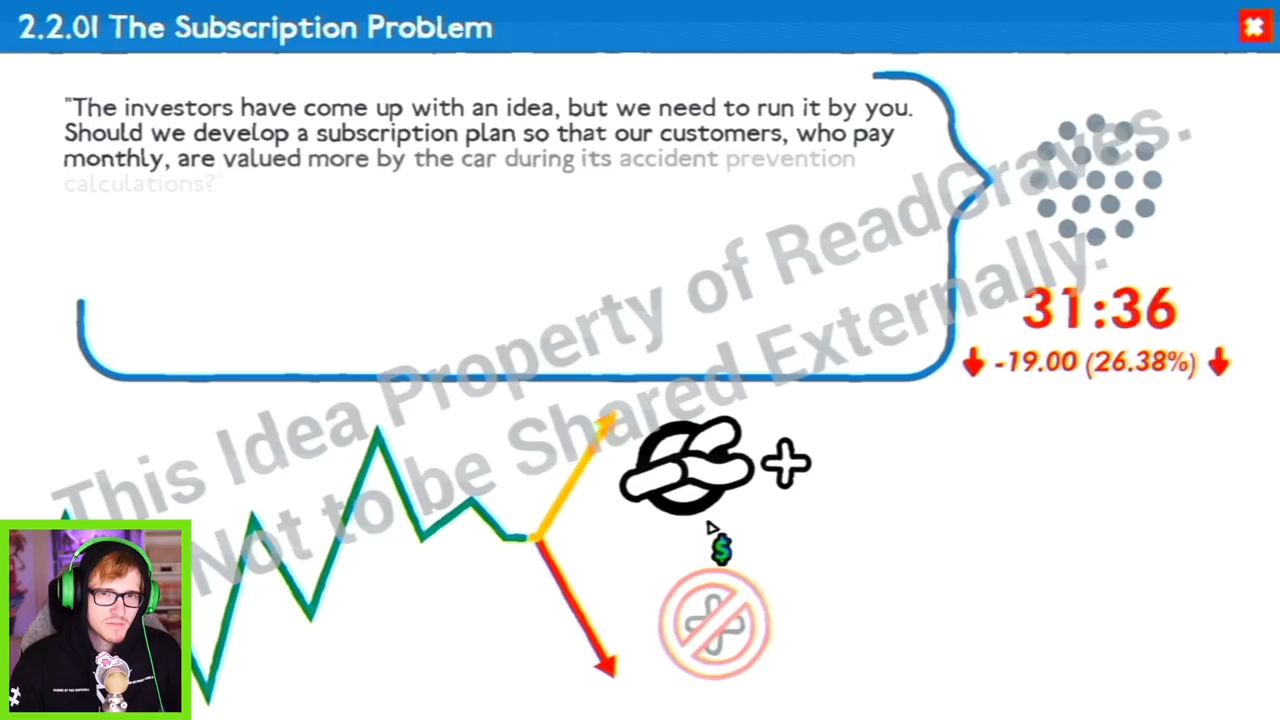 2.2.01 The Subscription Problem
"The investors have come up with an idea, but we need to run it by you.
Should we develop a subscription plan so that our customers, who pay
monthly, are valued more by the car during its accident prevention
calculations?"
31:36
-19.00 (26.38%)
This Idea Property of ReadGraves.
Not to be Shared Externally.
$